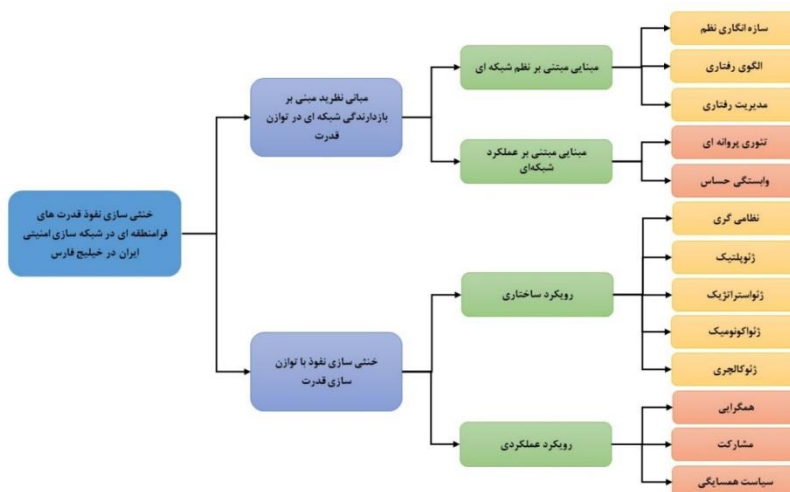 خنثی سازی نفوذ قدرت های
فرامنطقه ای در شبکه سازی امنیتی
ایران در خیلیج فارس
مبانی نظرید مبنی بر
بازدارندگی شبکه ای در توازن
قدرت
مبنایی مبتنی بر نظم شبکه ای
سازه انگاری نظم
الگوی رفتاری
مدیریت رفتاری
مبنایی مبتنی بر عملکرد
شبکه‌ای
تئوری پروانه ای
وابستگی حساس
خنثی سازی نفوذ با توازن
سازی قدرت
رویکرد ساختاری
نظامی گری
ژئوپلتیک
ژئواستراتژیک
ژئواکونومیک
ژئوکالچری
رویکرد عملکردی
همگرایی
مشارکت
سیاست همسایگی